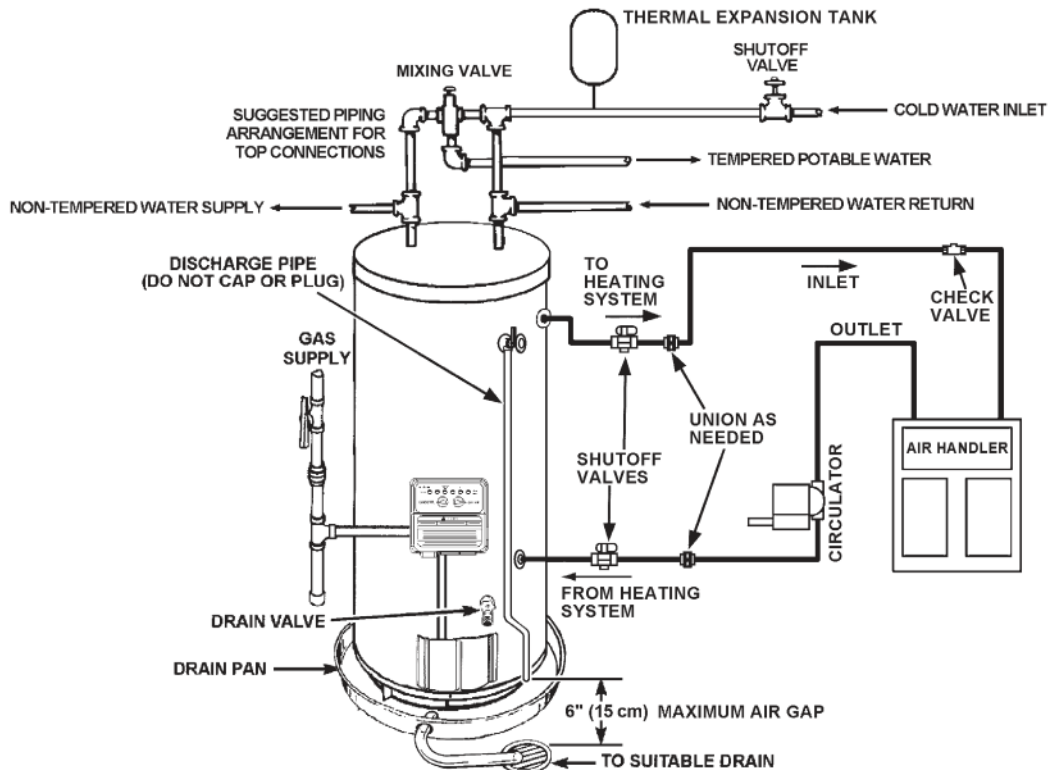 THERMAL EXPANSION TANK
SHUTOFF
VALVE
MIXING VALVE
SUGGESTED PIPING
ARRANGEMENT FOR
TOP CONNECTIONS
COLD WATER INLET
TEMPERED POTABLE WATER
NON-TEMPERED WATER SUPPLY
NON-TEMPERED WATER RETURN
DISCHARGE PIPE
(DO NOT CAP OR PLUG)
TO
HEATING
SYSTEM
INLET
CHECK
VALVE
OUTLET
GAS
SUPPLY
UNION AS
NEEDED
AIR HANDLER
SHUTOFF
VALVES
CIRCULATOR
FROM HEATING
SYSTEM
DRAIN VALVE
DRAIN PAN
6" (15 cm) MAXIMUM AIR GAP
TO SUITABLE DRAIN